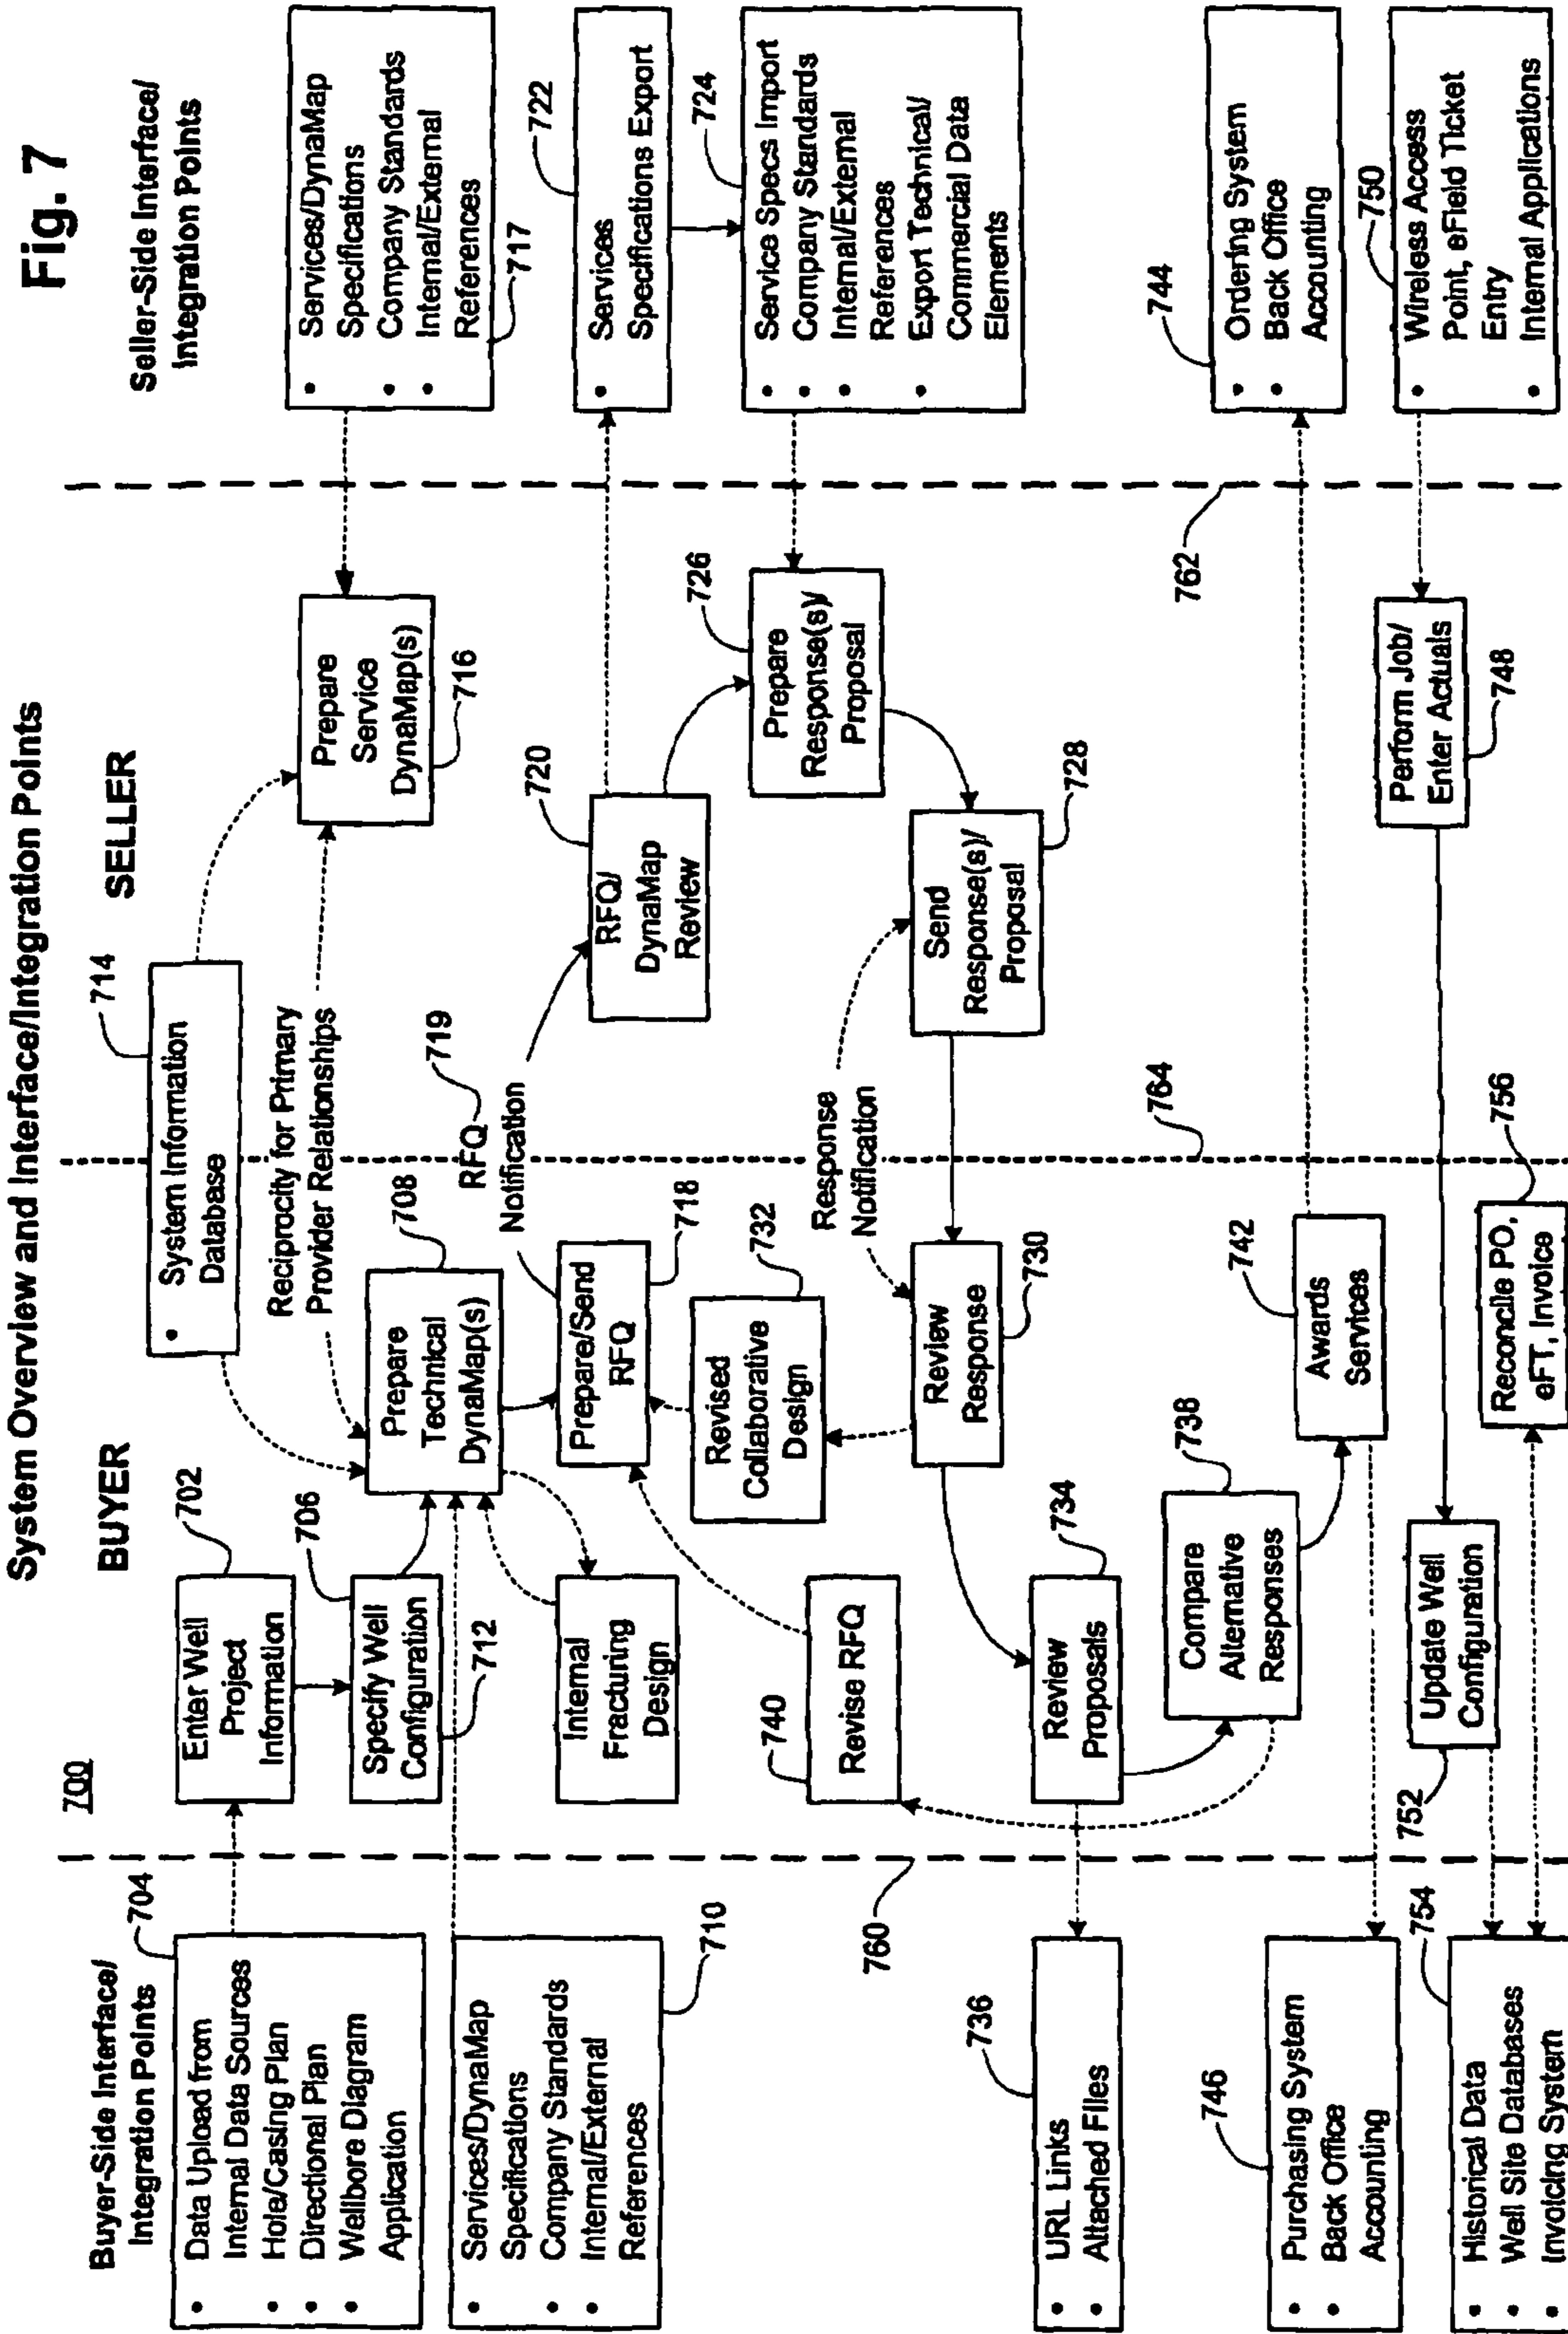 System Overview and Interface/Integration Points
Fig. 7
700
BUYER
SELLER
Buyer-Side Interface/
Integration Points
704
• Data Upload from
Internal Data Sources
• Hole/Casing Plan
• Directional Plan
• Wellbore Diagram
Application
• Services/DynaMap
Specifications
• Company Standards
• Internal/External
References
710
760
736
• URL Links
• Attached Files
746
• Purchasing System
• Back Office
Accounting
754
• Historical Data
• Well Site Databases
• Invoicing System
702
Enter Well
Project
Information
706
Specify Well
Configuration
712
Internal
Fracturing
Design
740
Revise RFQ
734
Review
Proposals
738
Compare
Alternative
Responses
752
Update Well
Configuration
714
• System Information
Database
Reciprocity for Primary
Provider Relationships
708
Prepare
Technical
DynaMap(s)
RFQ
719
Notification
718
Prepare/Send
RFQ
732
Revised
Collaborative
Design
Response
Notification
730
Review
Response
764
742
Awards
Services
756
Reconcile PO,
eFT, Invoice
Prepare
Service
DynaMap(s)
716
720
RFQ/
DynaMap
Review
726
Prepare
Response(s)/
Proposal
728
Send
Response(s)/
Proposal
762
Perform Job/
Enter Actuals
748
Seller-Side Interface/
Integration Points
• Services/DynaMap
Specifications
• Company Standards
• Internal/External
References
717
722
• Services
Specifications Export
724
• Service Specs Import
• Company Standards
• Internal/External
References
• Export Technical/
Commercial Data
Elements
744
• Ordering System
• Back Office
Accounting
750
• Wireless Access
Point, eField Ticket
Entry
• Internal Applications